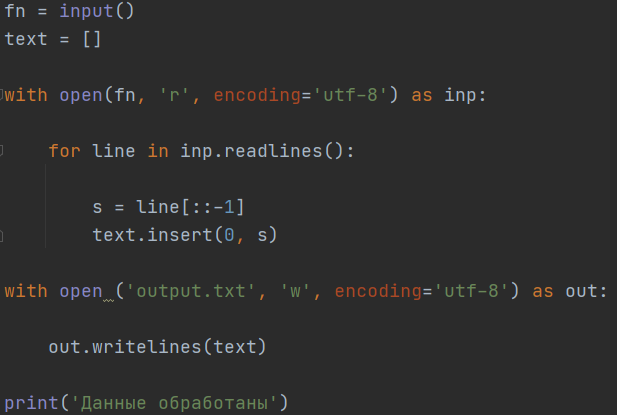 fn = input()
text = []
with open(fn, 'r', encoding='utf-8') as inp:
    for line in inp.readlines():
        s = line[::-1]
        text.insert(0, s)
with open ('output.txt', 'w', encoding='utf-8') as out:
    out.writelines(text)
print('Данные обработаны')